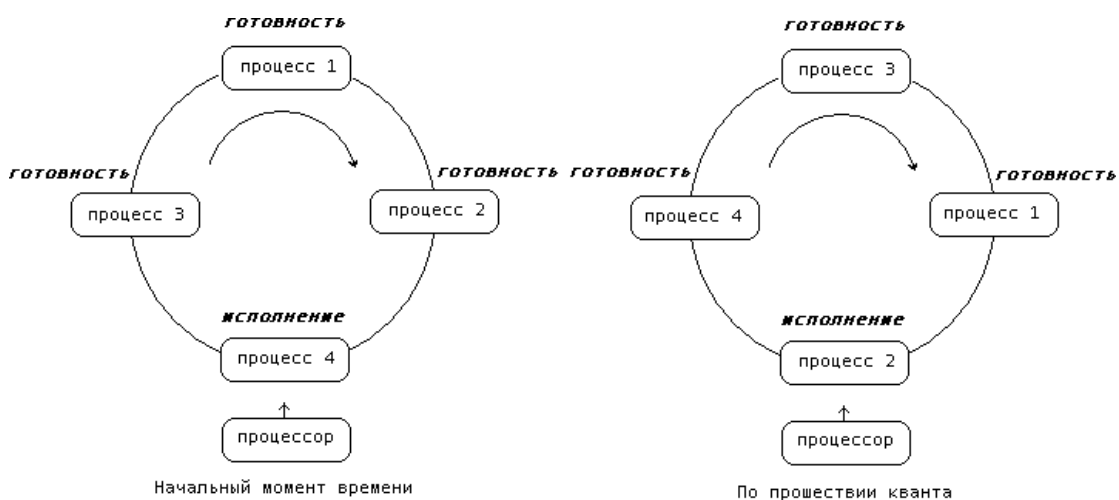 готовность
процесс 1
готовность
процесс 3
готовность
процесс 2
исполнение
процесс 4
процессор
Начальный момент времени
готовность
процесс 3
готовность
процесс 4
готовность
процесс 1
исполнение
процесс 2
процессор
По прошествии кванта